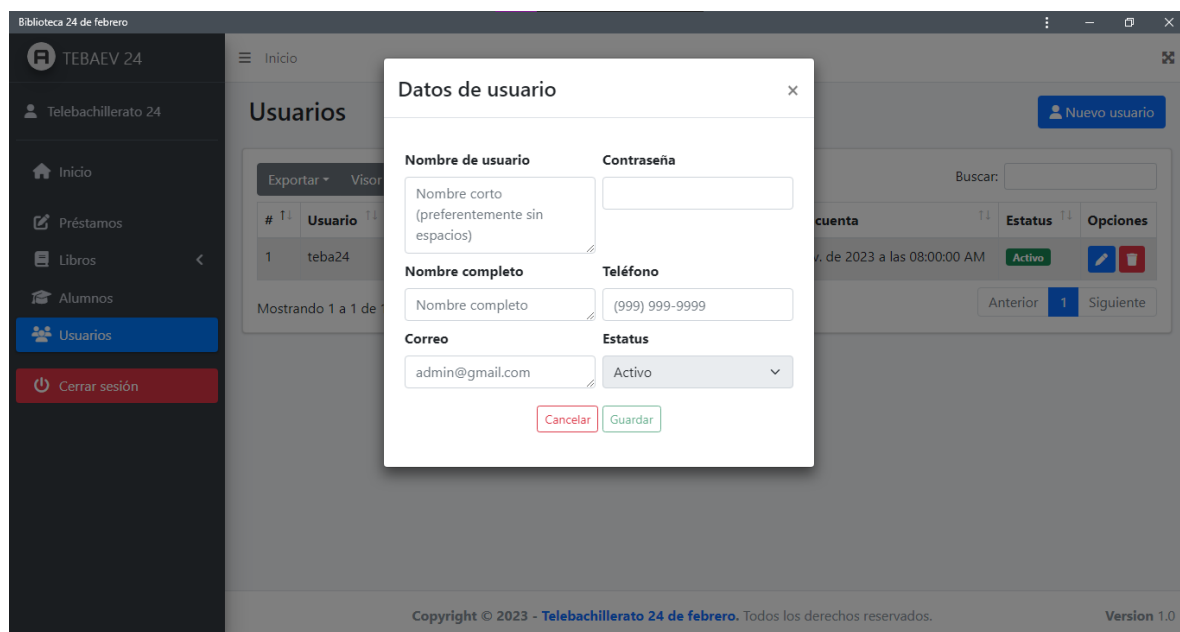 Biblioteca 24 de febrero
TEBAEV 24
Inicio
Telebachillerato 24
Usuarios
Nuevo usuario
Inicio
Préstamos
Libros
Alumnos
Usuarios
Cerrar sesión
Exportar
Visor
Buscar:
# Usuario cuenta Estatus Opciones
1 teba24 v. de 2023 a las 08:00:00 AM Activo
Mostrando 1 a 1 de
Anterior 1 Siguiente
Datos de usuario
×
Nombre de usuario Contraseña
Nombre corto
(preferentemente sin
espacios)
Nombre completo Teléfono
Nombre completo (999) 999-9999
Correo Estatus
admin@gmail.com Activo
Cancelar Guardar
Copyright © 2023 - Telebachillerato 24 de febrero. Todos los derechos reservados.
Version 1.0